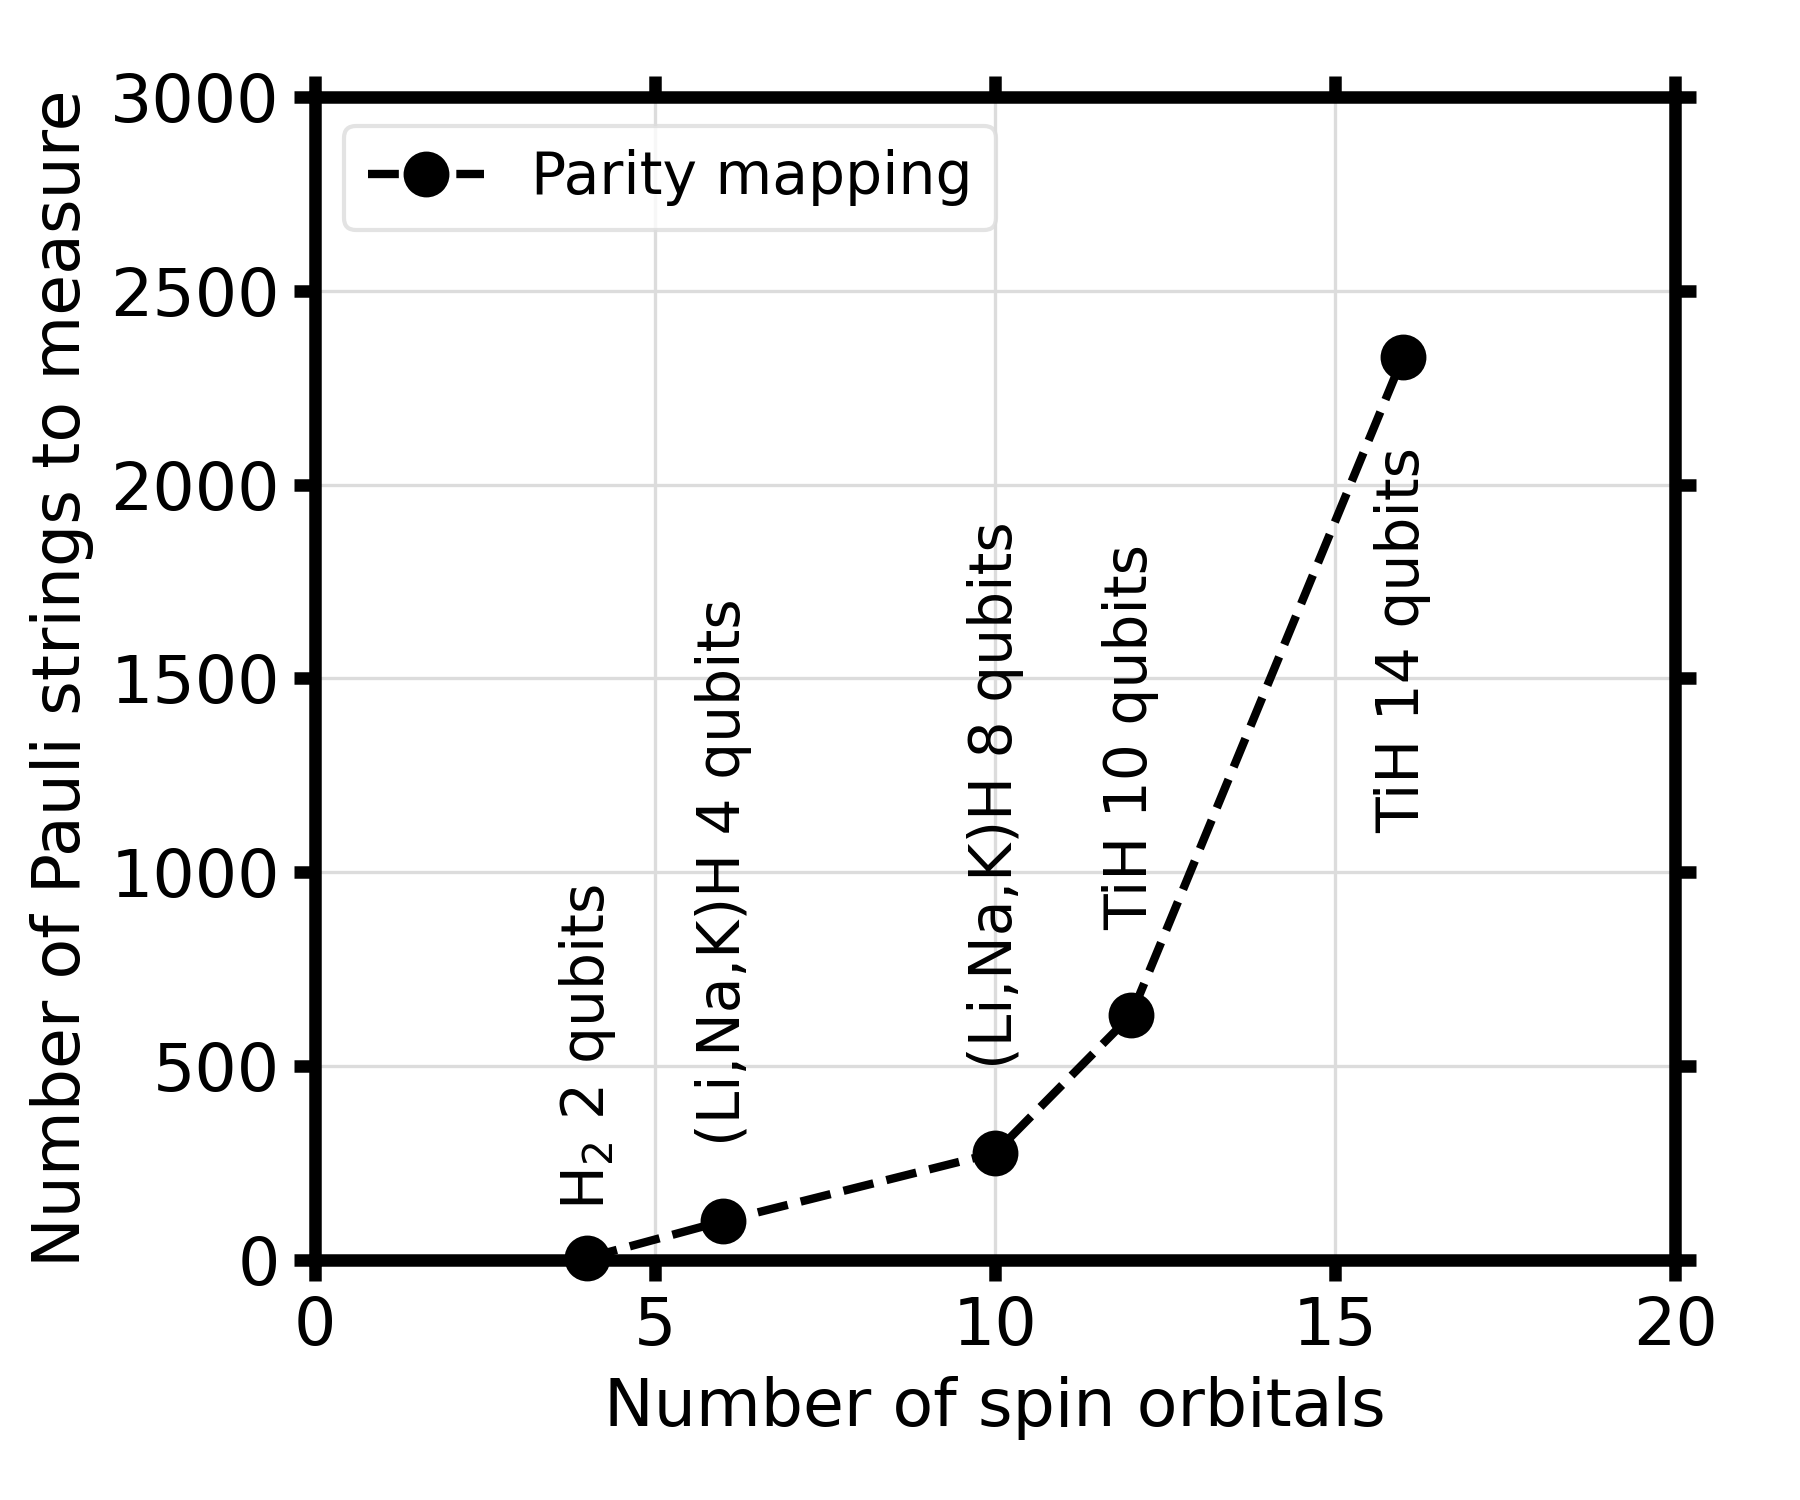 Number of Pauli strings to measure
3000
2500
2000
1500
1000
500
0
Parity mapping
H₂ 2 qubits
(Li,Na,K)H 4 qubits
(Li,Na,K)H 8 qubits
TiH 10 qubits
TiH 14 qubits
0 5 10 15 20
Number of spin orbitals